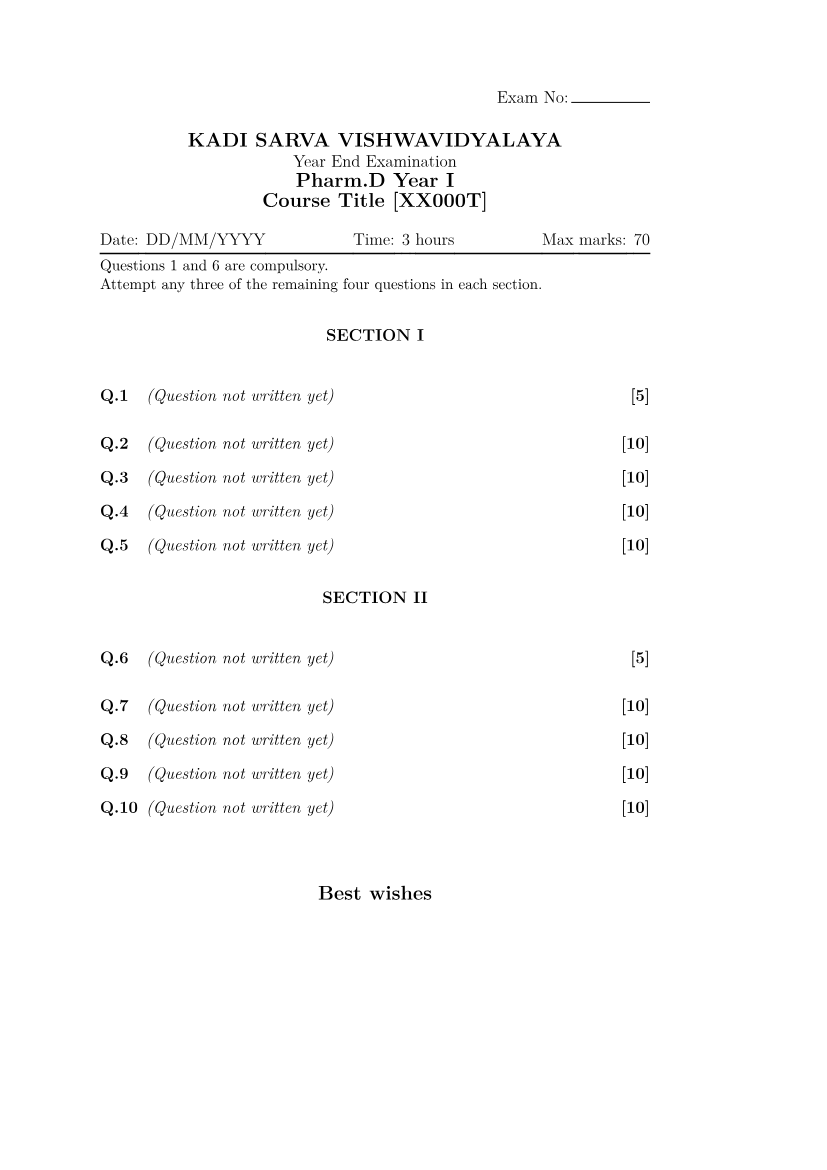 Exam No:
KADI SARVA VISHWAVIDYALAYA
Year End Examination
Pharm.D Year I
Course Title [XX000T]
Date: DD/MM/YYYY Time: 3 hours Max marks: 70
Questions 1 and 6 are compulsory.
Attempt any three of the remaining four questions in each section.
SECTION I
Q.1 (Question not written yet) [5]
Q.2 (Question not written yet) [10]
Q.3 (Question not written yet) [10]
Q.4 (Question not written yet) [10]
Q.5 (Question not written yet) [10]
SECTION II
Q.6 (Question not written yet) [5]
Q.7 (Question not written yet) [10]
Q.8 (Question not written yet) [10]
Q.9 (Question not written yet) [10]
Q.10 (Question not written yet) [10]
Best wishes